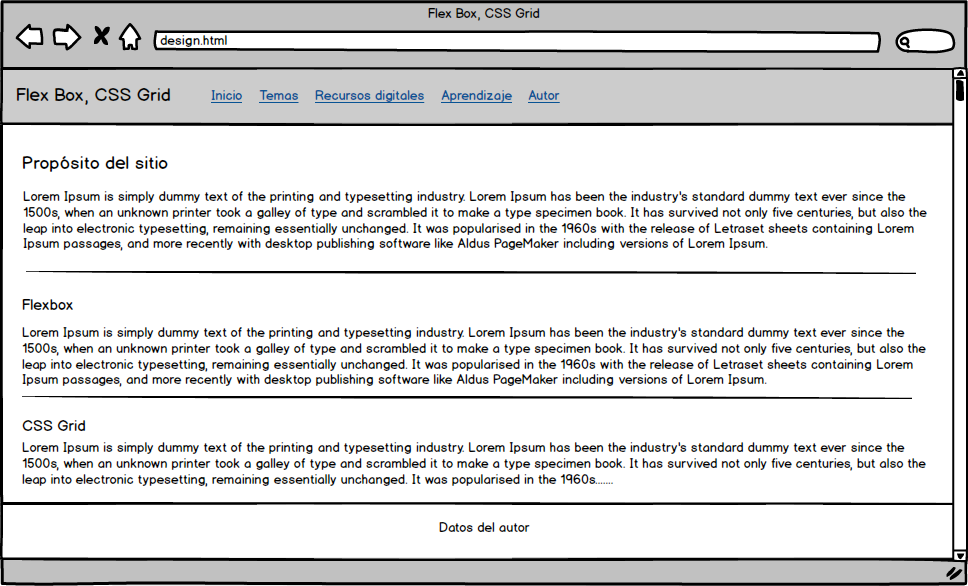 Flex Box, CSS Grid
design.html
Flex Box, CSS Grid Inicio Temas Recursos digitales Aprendizaje Autor
Propósito del sitio
Lorem Ipsum is simply dummy text of the printing and typesetting industry. Lorem Ipsum has been the industry's standard dummy text ever since the
1500s, when an unknown printer took a galley of type and scrambled it to make a type specimen book. It has survived not only five centuries, but also the
leap into electronic typesetting, remaining essentially unchanged. It was popularised in the 1960s with the release of Letraset sheets containing Lorem
Ipsum passages, and more recently with desktop publishing software like Aldus PageMaker including versions of Lorem Ipsum.
Flexbox
Lorem Ipsum is simply dummy text of the printing and typesetting industry. Lorem Ipsum has been the industry's standard dummy text ever since the
1500s, when an unknown printer took a galley of type and scrambled it to make a type specimen book. It has survived not only five centuries, but also the
leap into electronic typesetting, remaining essentially unchanged. It was popularised in the 1960s with the release of Letraset sheets containing Lorem
Ipsum passages, and more recently with desktop publishing software like Aldus PageMaker including versions of Lorem Ipsum.
CSS Grid
Lorem Ipsum is simply dummy text of the printing and typesetting industry. Lorem Ipsum has been the industry's standard dummy text ever since the
1500s, when an unknown printer took a galley of type and scrambled it to make a type specimen book. It has survived not only five centuries, but also the
leap into electronic typesetting, remaining essentially unchanged. It was popularised in the 1960s.......
Datos del autor